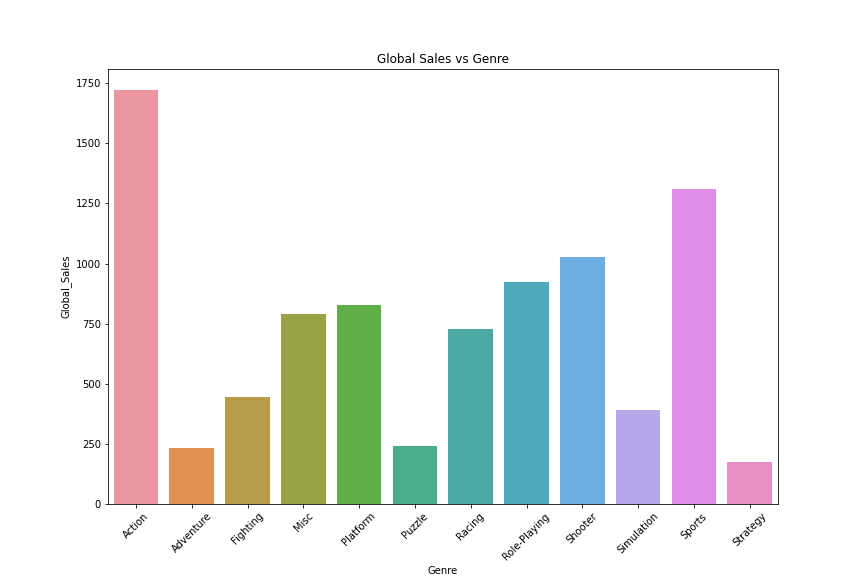 Global Sales vs Genre
Global_Sales
1750
1500
1250
1000
750
500
250
0
Action
Adventure
Fighting
Misc
Platform
Puzzle
Racing
Role-Playing
Shooter
Simulation
Sports
Strategy
Genre